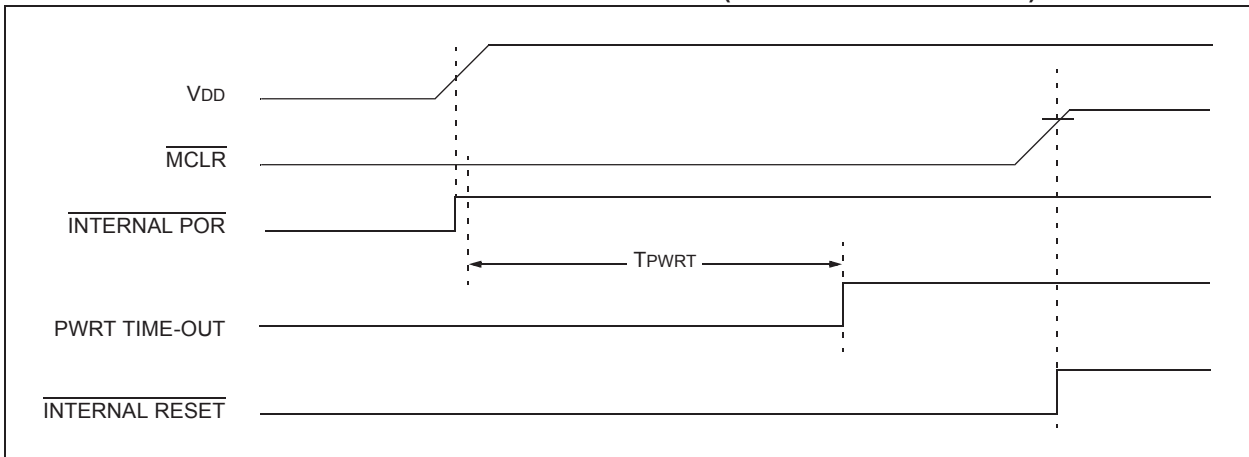 VDD
MCLR
INTERNAL POR
TPWRT
PWRT TIME-OUT
INTERNAL RESET